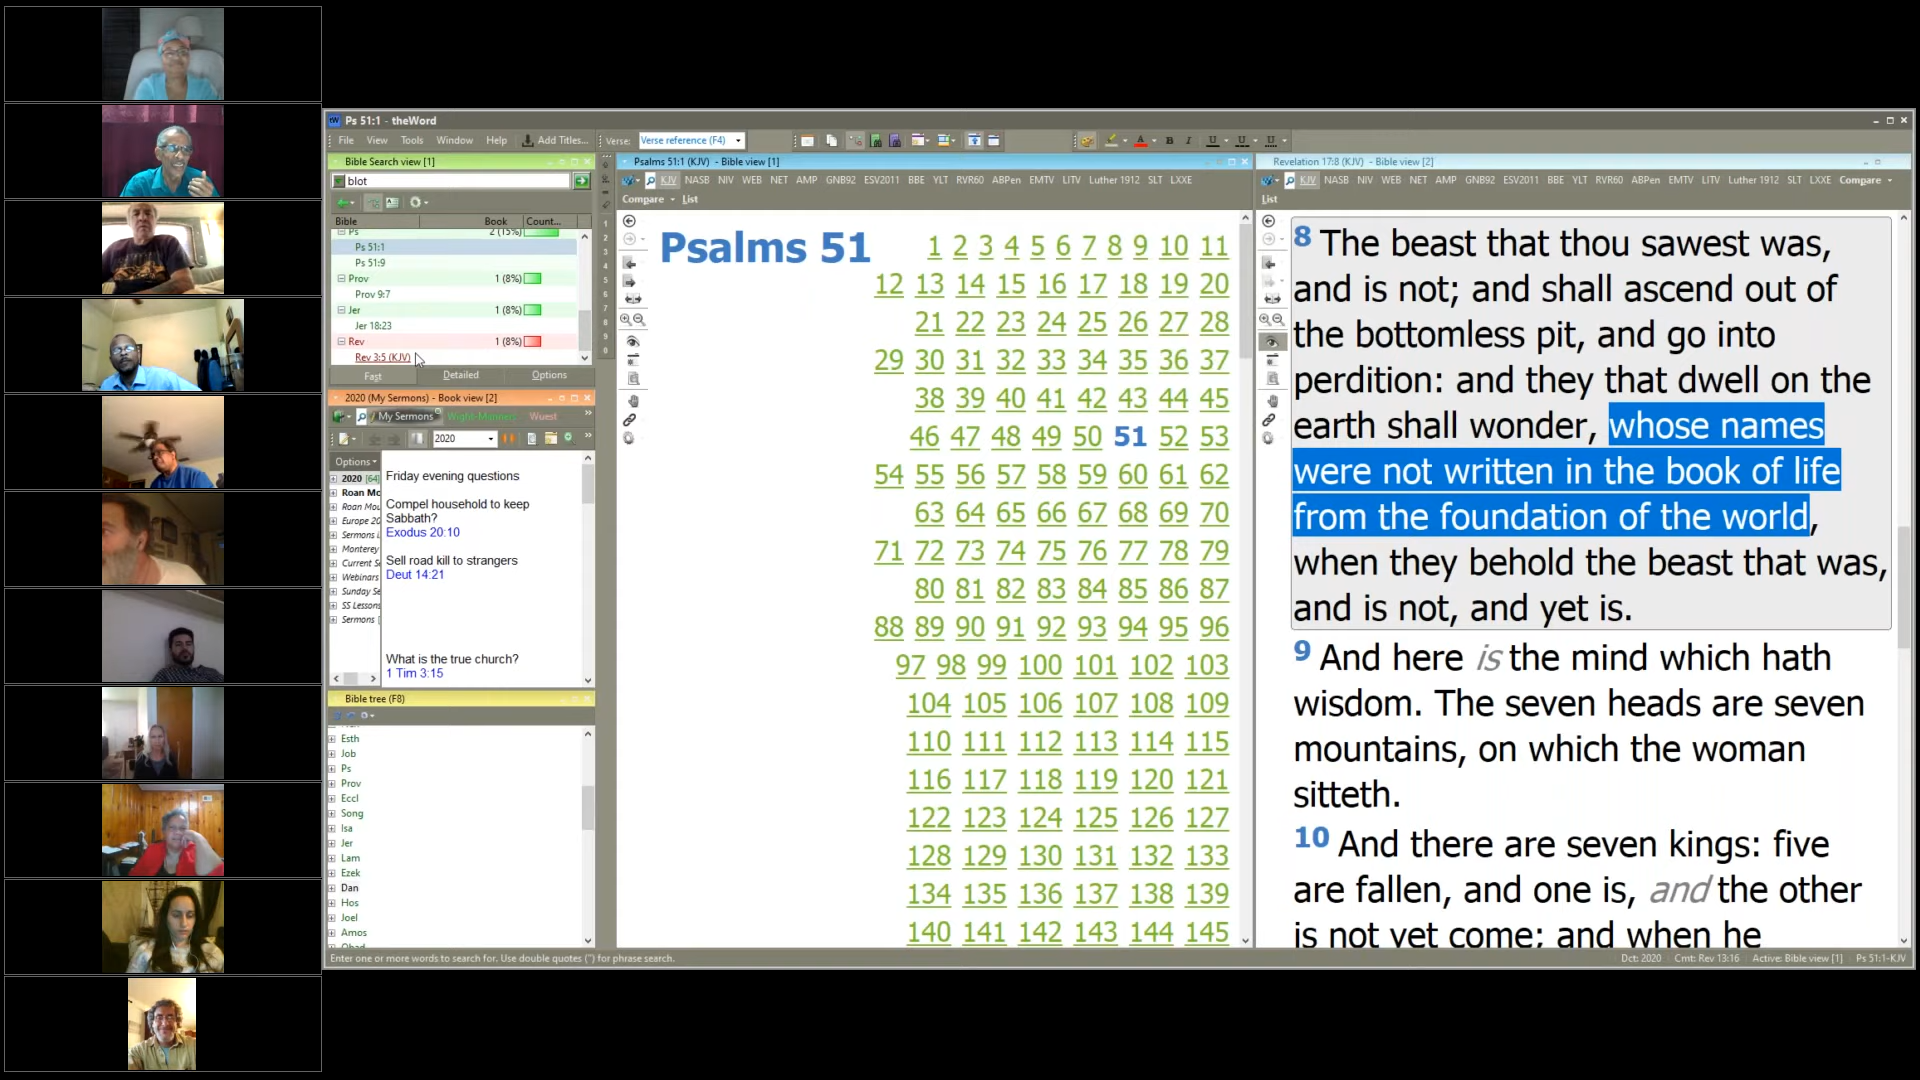 Ps 51:1 - theWord
File View Tools Window Help Add Titles... Verse: Verse reference (F4) B I U U U
Bible Search view [1]
blot
Bible Book Count...
Ps 2 (15%)
Ps 51:1
Ps 51:9
Prov 1 (8%)
Prov 9:7
Jer 1 (8%)
Jer 18:23
Rev 1 (8%)
Rev 3:5 (KJV)
Fast Detailed Options
2020 (My Sermons) - Book view [2]
My Sermons Wuest
2020
Options
2020 [64]
Roan Mo
Roan Mou
Europe 20
Sermons i
Monterey
Current S
Webinars
Sunday Se
SS Lessons
Sermons [
Friday evening questions
Compel household to keep
Sabbath?
Exodus 20:10
Sell road kill to strangers
Deut 14:21
What is the true church?
1 Tim 3:15
Bible tree (F8)
Esth
Job
Ps
Prov
Eccl
Song
Isa
Jer
Lam
Ezek
Dan
Hos
Joel
Amos
Obad
Psalms 51:1 (KJV) - Bible view [1]
KJV NASB NIV WEB NET AMP GNB92 ESV2011 BBE YLT RVR60 ABPen EMTV LITV Luther 1912 SLT LXXE
Compare List
Psalms 51 1 2 3 4 5 6 7 8 9 10 11
12 13 14 15 16 17 18 19 20
21 22 23 24 25 26 27 28
29 30 31 32 33 34 35 36 37
38 39 40 41 42 43 44 45
46 47 48 49 50 51 52 53
54 55 56 57 58 59 60 61 62
63 64 65 66 67 68 69 70
71 72 73 74 75 76 77 78 79
80 81 82 83 84 85 86 87
88 89 90 91 92 93 94 95 96
97 98 99 100 101 102 103
104 105 106 107 108 109
110 111 112 113 114 115
116 117 118 119 120 121
122 123 124 125 126 127
128 129 130 131 132 133
134 135 136 137 138 139
140 141 142 143 144 145
Revelation 17:8 (KJV) - Bible view [2]
KJV NASB NIV WEB NET AMP GNB92 ESV2011 BBE YLT RVR60 ABPen EMTV LITV Luther 1912 SLT LXXE Compare
List
8 The beast that thou sawest was,
and is not; and shall ascend out of
the bottomless pit, and go into
perdition: and they that dwell on the
earth shall wonder, whose names
were not written in the book of life
from the foundation of the world,
when they behold the beast that was,
and is not, and yet is.
9 And here is the mind which hath
wisdom. The seven heads are seven
mountains, on which the woman
sitteth.
10 And there are seven kings: five
are fallen, and one is, and the other
is not yet come; and when he
Enter one or more words to search for. Use double quotes (") for phrase search.
Dct: 2020 Cmt: Rev 13:16 Active: Bible view [1] Ps 51:1-KJV